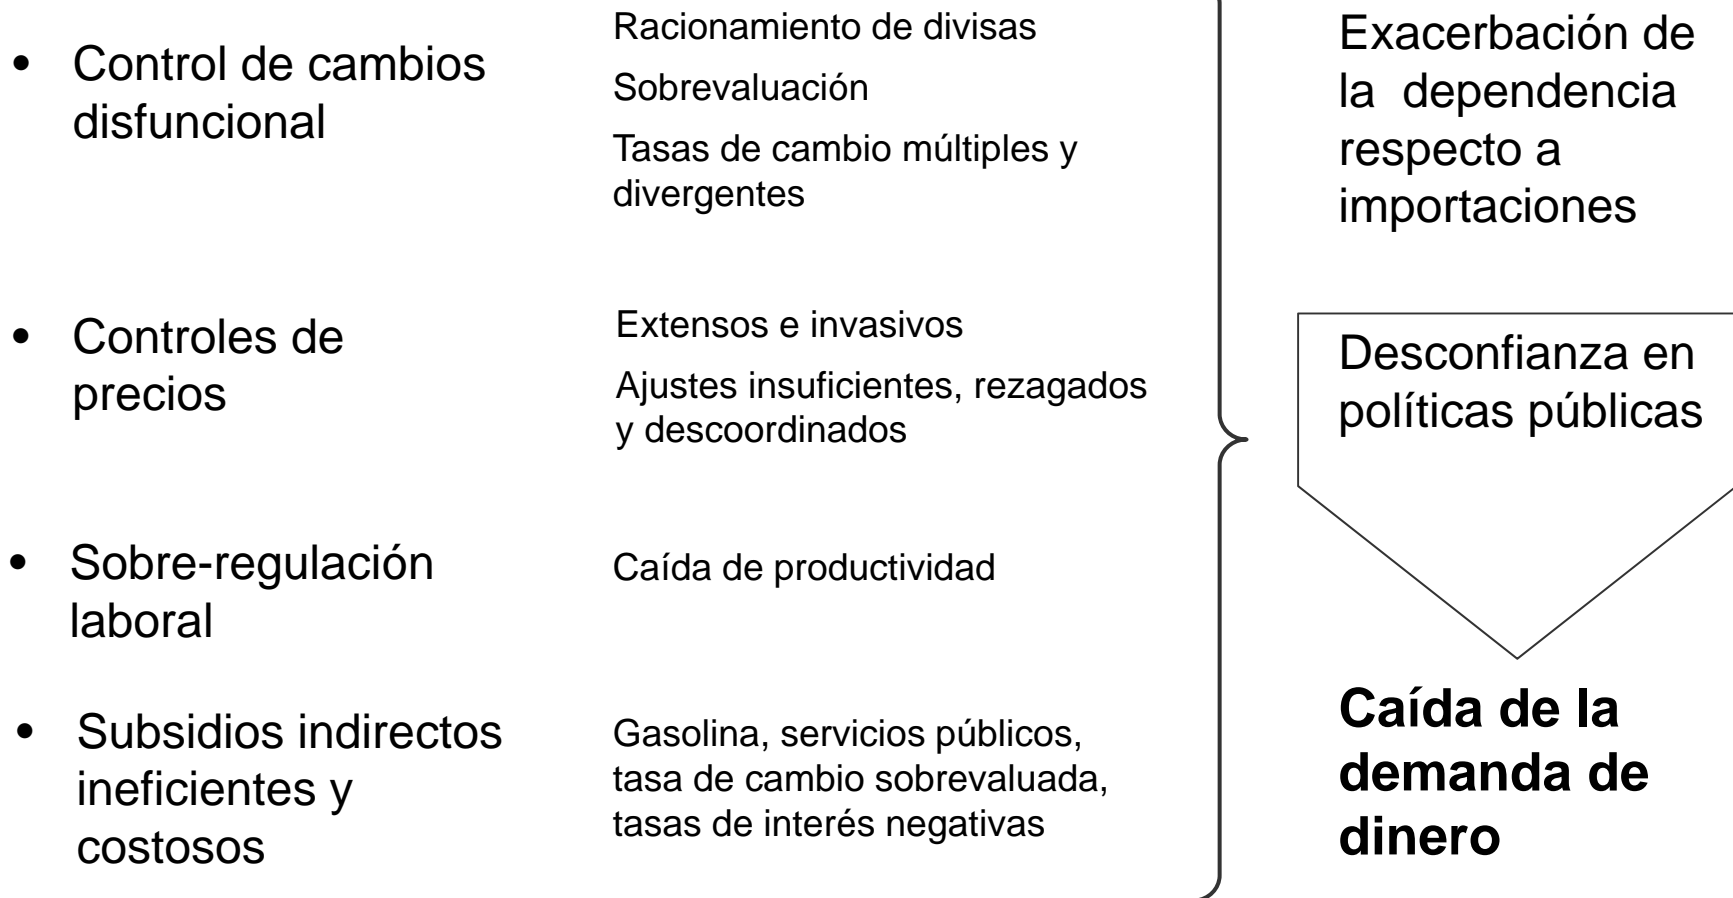 • Control de cambios
disfuncional
Racionamiento de divisas
Sobrevaluación
Tasas de cambio múltiples y
divergentes
• Controles de
precios
Extensos e invasivos
Ajustes insuficientes, rezagados
y descoordinados
• Sobre-regulación
laboral
Caída de productividad
• Subsidios indirectos
ineficientes y
costosos
Gasolina, servicios públicos,
tasa de cambio sobrevaluada,
tasas de interés negativas
Exacerbación de
la dependencia
respecto a
importaciones
Desconfianza en
políticas públicas
Caída de la
demanda de
dinero